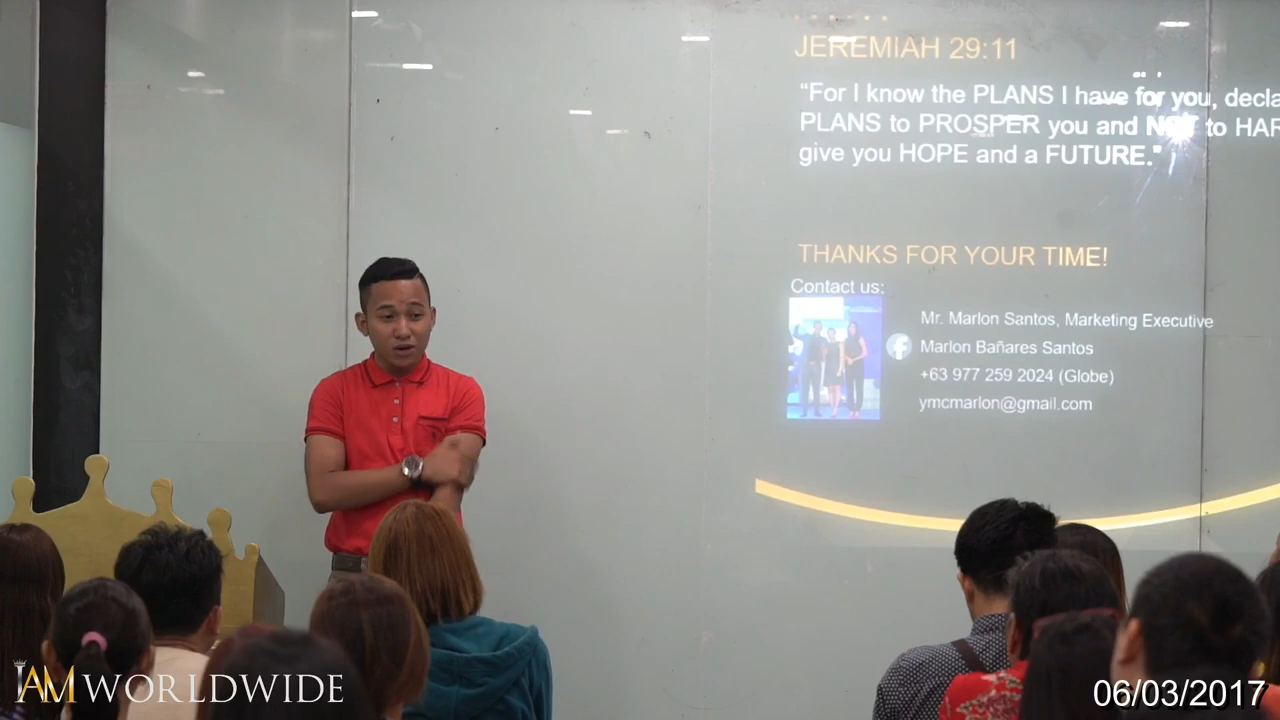 JEREMIAH 29:11
“For I know the PLANS I have for you, decla
PLANS to PROSPER you and NOT to HAR
give you HOPE and a FUTURE.”
THANKS FOR YOUR TIME!
Contact us:
Mr. Marlon Santos, Marketing Executive
Marlon Bañares Santos
+63 977 259 2024 (Globe)
ymcmarlon@gmail.com
IAM WORLDWIDE
06/03/2017